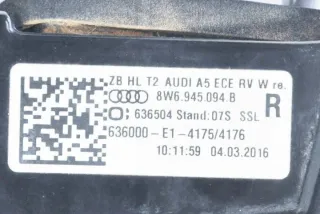 ZB HL T2 AUDI A5 ECE RV W re.
8W6.945.094.B
R
636504 Stand:07S SSL
636000-E1-4175/4176
10:11:59 04.03.2016